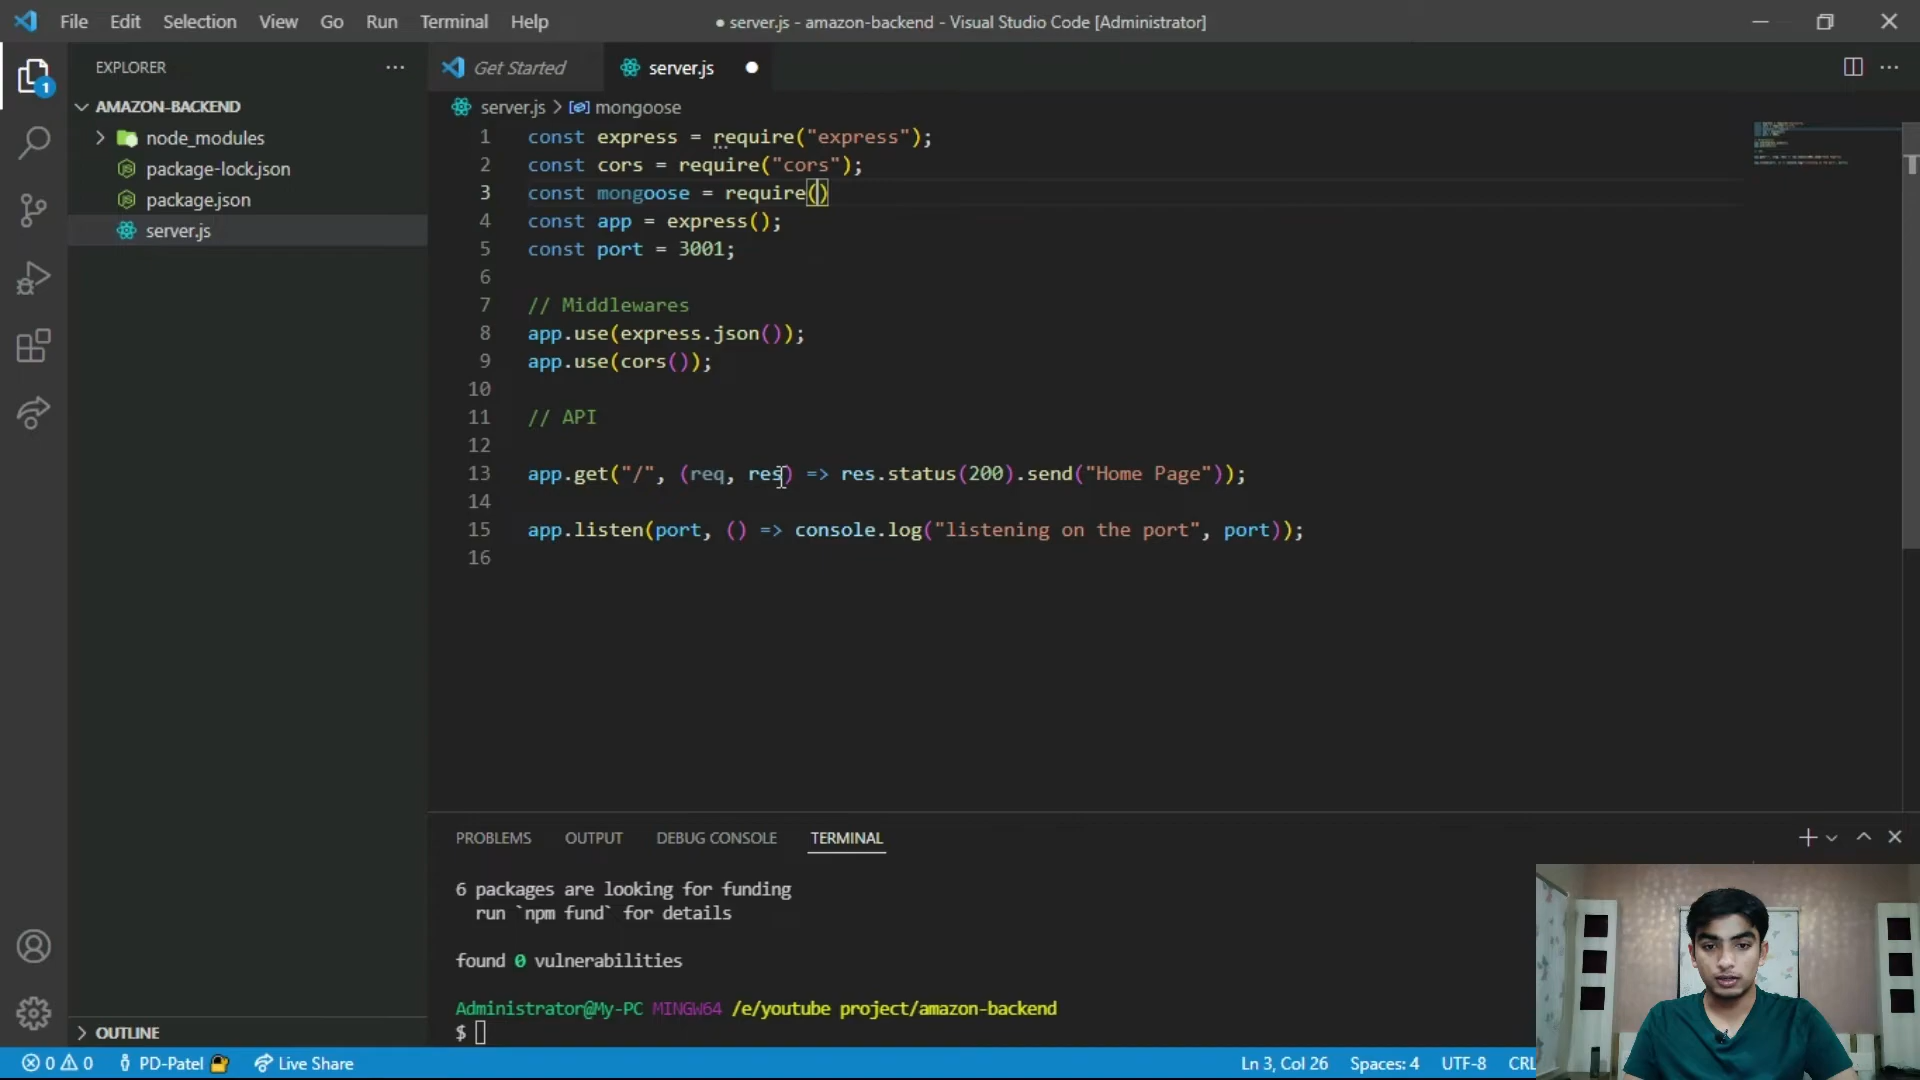 File Edit Selection View Go Run Terminal Help
● server.js - amazon-backend - Visual Studio Code [Administrator]
EXPLORER
1
AMAZON-BACKEND
node_modules
package-lock.json
package.json
server.js
OUTLINE
Get Started
server.js
server.js > mongoose
1 const express = require("express");
2 const cors = require("cors");
3 const mongoose = require()
4 const app = express();
5 const port = 3001;
6
7 // Middlewares
8 app.use(express.json());
9 app.use(cors());
10
11 // API
12
13 app.get("/", (req, res) => res.status(200).send("Home Page"));
14
15 app.listen(port, () => console.log("listening on the port", port));
16
PROBLEMS OUTPUT DEBUG CONSOLE TERMINAL
6 packages are looking for funding
run `npm fund` for details
found 0 vulnerabilities
Administrator@My-PC MINGW64 /e/youtube project/amazon-backend
$
0 0 PD-Patel Live Share
Ln 3, Col 26 Spaces: 4 UTF-8 CRL